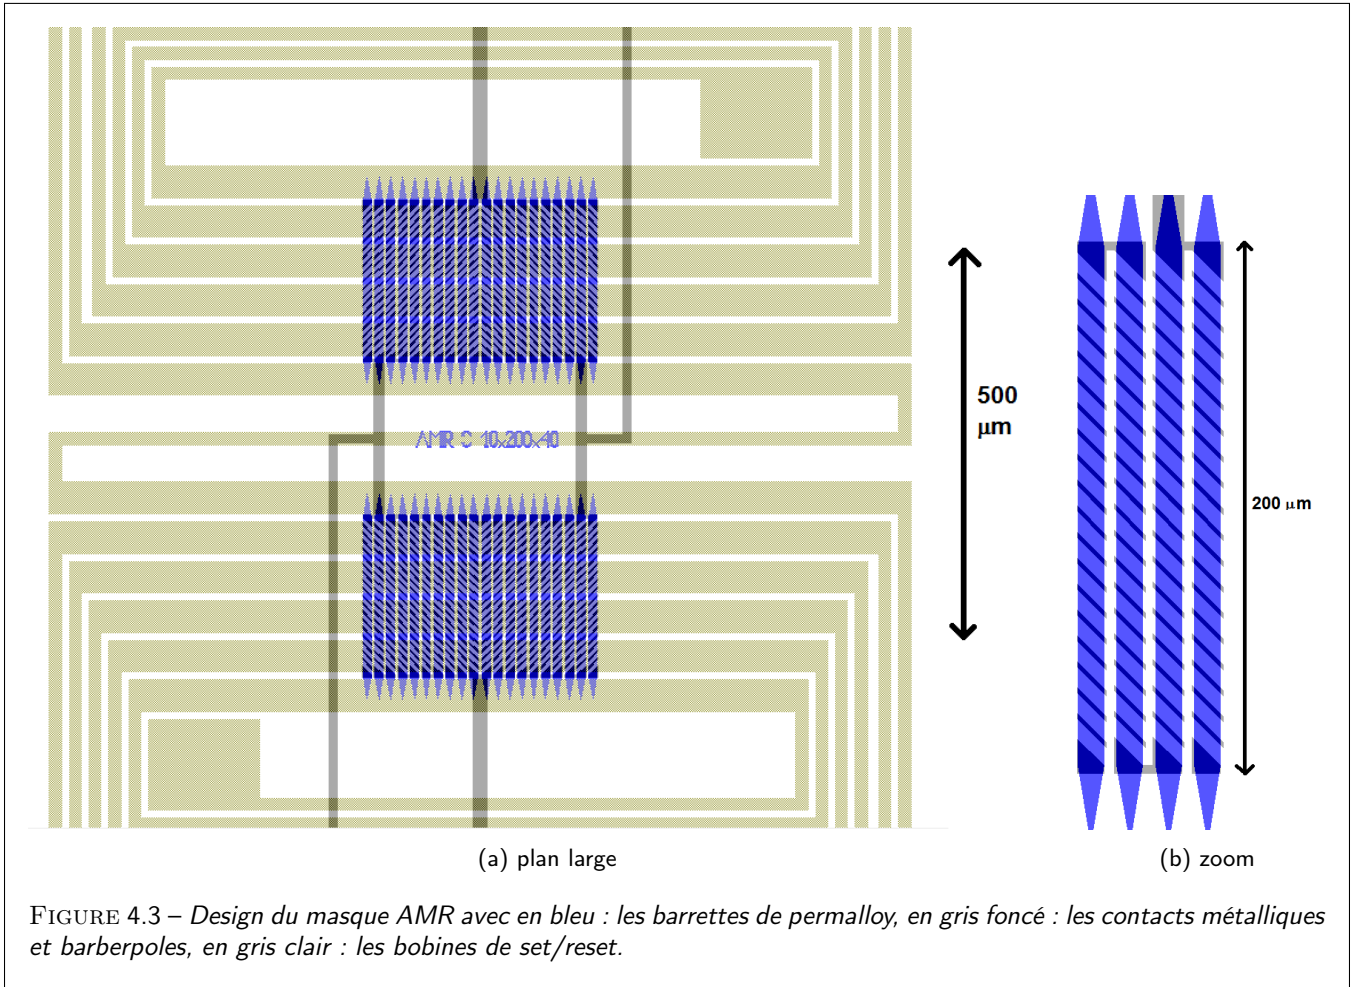 AMR C 10x200x40
500
μm
200 μm
(a) plan large
(b) zoom
FIGURE 4.3 – Design du masque AMR avec en bleu : les barrettes de permalloy, en gris foncé : les contacts métalliques
et barberpoles, en gris clair : les bobines de set/reset.